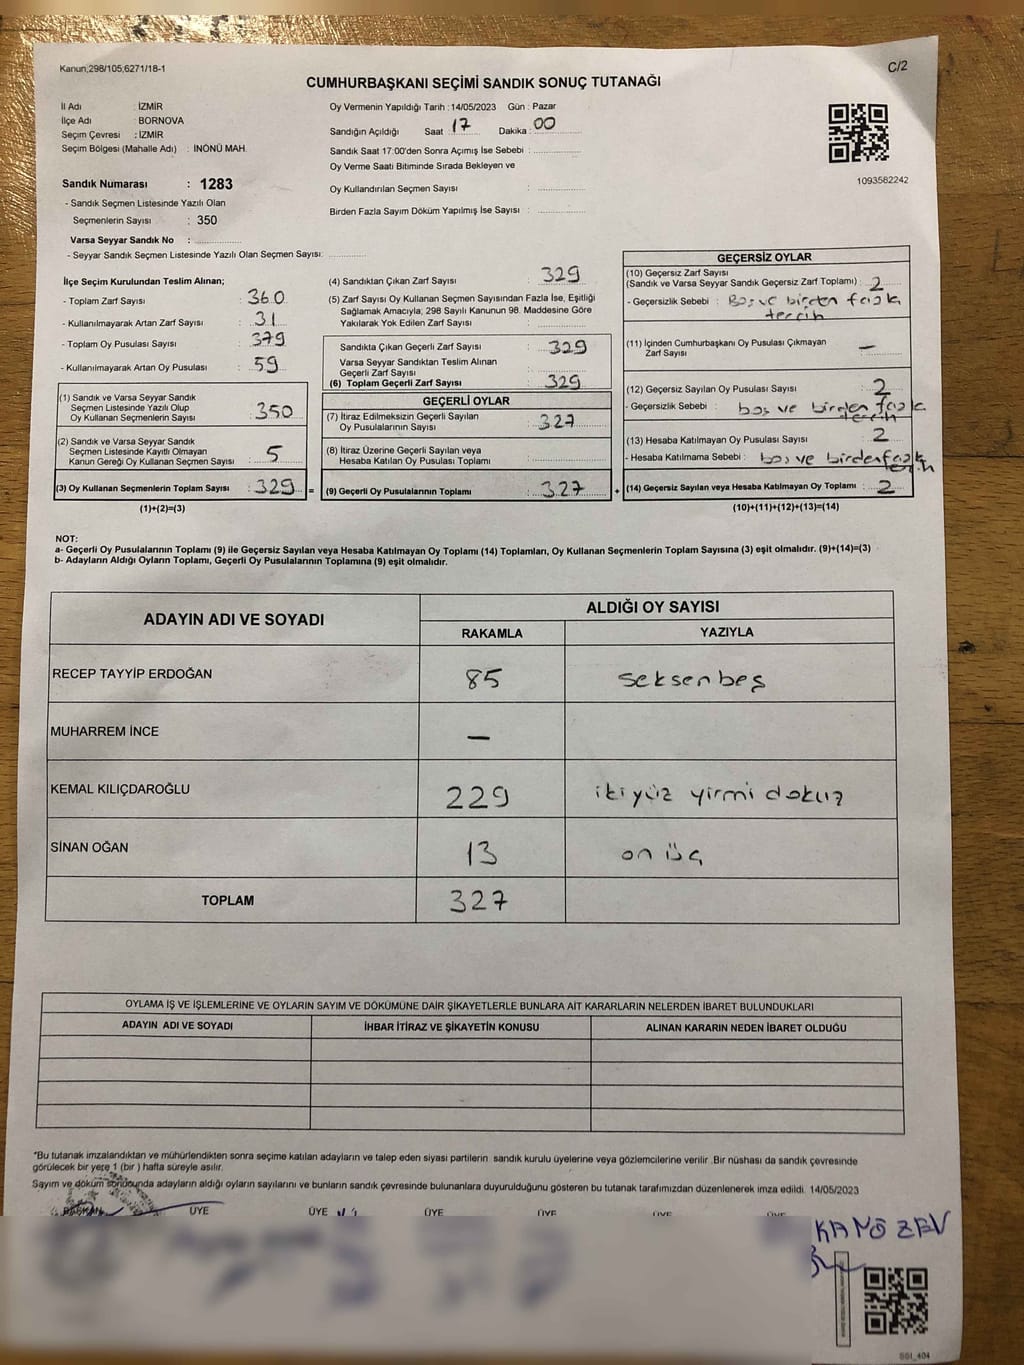 Kanun;298/105;6271/18-1
C/2
CUMHURBAŞKANI SEÇİMİ SANDIK SONUÇ TUTANAĞI
İl Adı : İZMİR
İlçe Adı : BORNOVA
Seçim Çevresi : İZMİR
Seçim Bölgesi (Mahalle Adı) : İNÖNÜ MAH.
Oy Vermenin Yapıldığı Tarih : 14/05/2023 Gün : Pazar
Sandığın Açıldığı Saat : 17 Dakika : 00
Sandık Saat 17:00'den Sonra Açımış İse Sebebi :
Oy Verme Saati Bitiminde Sırada Bekleyen ve
Oy Kullandırılan Seçmen Sayısı :
Birden Fazla Sayım Döküm Yapılmış İse Sayısı :
1093582242
Sandık Numarası : 1283
- Sandık Seçmen Listesinde Yazılı Olan
Seçmenlerin Sayısı : 350
Varsa Seyyar Sandık No :
- Seyyar Sandık Seçmen Listesinde Yazılı Olan Seçmen Sayısı:
İlçe Seçim Kurulundan Teslim Alınan;
- Toplam Zarf Sayısı : 360
- Kullanılmayarak Artan Zarf Sayısı : 31
- Toplam Oy Pusulası Sayısı : 379
- Kullanılmayarak Artan Oy Pusulası : 59
(1) Sandık ve Varsa Seyyar Sandık
Seçmen Listesinde Yazılı Olup
Oy Kullanan Seçmenlerin Sayısı : 350
(2) Sandık ve Varsa Seyyar Sandık
Seçmen Listesinde Kayıtlı Olmayan
Kanun Gereği Oy Kullanan Seçmen Sayısı : 5
(3) Oy Kullanan Seçmenlerin Toplam Sayısı : 329 =
(1)+(2)=(3)
(4) Sandıktan Çıkan Zarf Sayısı : 329
(5) Zarf Sayısı Oy Kullanan Seçmen Sayısından Fazla İse, Eşitliği
Sağlamak Amacıyla; 298 Sayılı Kanunun 98. Maddesine Göre
Yakılarak Yok Edilen Zarf Sayısı :
Sandıkta Çıkan Geçerli Zarf Sayısı : 329
Varsa Seyyar Sandıktan Teslim Alınan
Geçerli Zarf Sayısı :
(6) Toplam Geçerli Zarf Sayısı : 329
GEÇERLİ OYLAR
(7) İtiraz Edilmeksizin Geçerli Sayılan
Oy Pusulalarının Sayısı : 327
(8) İtiraz Üzerine Geçerli Sayılan veya
Hesaba Katılan Oy Pusulası Toplamı :
(9) Geçerli Oy Pusulalarının Toplamı : 327 +
GEÇERSİZ OYLAR
(10) Geçersiz Zarf Sayısı
(Sandık ve Varsa Seyyar Sandık Geçersiz Zarf Toplamı) : 2
- Geçersizlik Sebebi : Boş ve birden fazla
tercih
(11) İçinden Cumhurbaşkanı Oy Pusulası Çıkmayan
Zarf Sayısı : —
(12) Geçersiz Sayılan Oy Pusulası Sayısı : 2
- Geçersizlik Sebebi : boş ve birden fazla
tercih
(13) Hesaba Katılmayan Oy Pusulası Sayısı : 2
- Hesaba Katılmama Sebebi : boş ve birden fazla
tercih
(14) Geçersiz Sayılan veya Hesaba Katılmayan Oy Toplamı : 2
(10)+(11)+(12)+(13)=(14)
NOT:
a- Geçerli Oy Pusulalarının Toplamı (9) ile Geçersiz Sayılan veya Hesaba Katılmayan Oy Toplamı (14) Toplamları, Oy Kullanan Seçmenlerin Toplam Sayısına (3) eşit olmalıdır. (9)+(14)=(3)
b- Adayların Aldığı Oyların Toplamı, Geçerli Oy Pusulalarının Toplamına (9) eşit olmalıdır.
ADAYIN ADI VE SOYADI
ALDIĞI OY SAYISI
RAKAMLA YAZIYLA
RECEP TAYYİP ERDOĞAN 85 seksenbeş
MUHARREM İNCE —
KEMAL KILIÇDAROĞLU 229 ikiyüz yirmi dokuz
SİNAN OĞAN 13 on üç
TOPLAM 327
OYLAMA İŞ VE İŞLEMLERİNE VE OYLARIN SAYIM VE DÖKÜMÜNE DAİR ŞİKAYETLERLE BUNLARA AİT KARARLARIN NELERDEN İBARET BULUNDUKLARI
ADAYIN ADI VE SOYADI İHBAR İTİRAZ VE ŞİKAYETİN KONUSU ALINAN KARARIN NEDEN İBARET OLDUĞU
*Bu tutanak imzalandıktan ve mühürlendikten sonra seçime katılan adayların ve talep eden siyasi partilerin sandık kurulu üyelerine veya gözlemcilerine verilir .Bir nüshası da sandık çevresinde
görülecek bir yere 1 (bir ) hafta süreyle asılır.
Sayım ve döküm sonucunda adayların aldığı oyların sayılarını ve bunların sandık çevresinde bulunanlara duyurulduğunu gösteren bu tutanak tarafımızdan düzenlenerek imza edildi. 14/05/2023
BAŞKAN ÜYE ÜYE ÜYE ÜYE ÜYE ÜYE
SSI_404